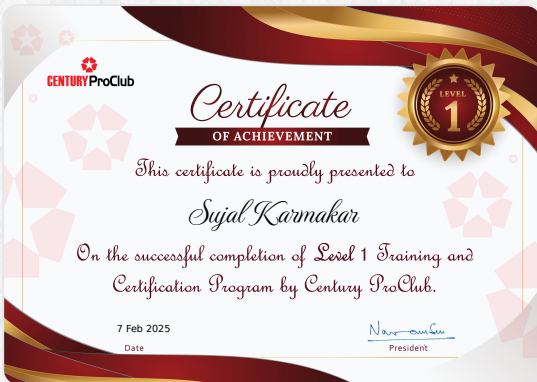 CENTURY ProClub
Certificate
OF ACHIEVEMENT
LEVEL
1
This certificate is proudly presented to
Sujal Karmakar
On the successful completion of Level 1 Training and
Certification Program by Century ProClub.
7 Feb 2025
Date
President